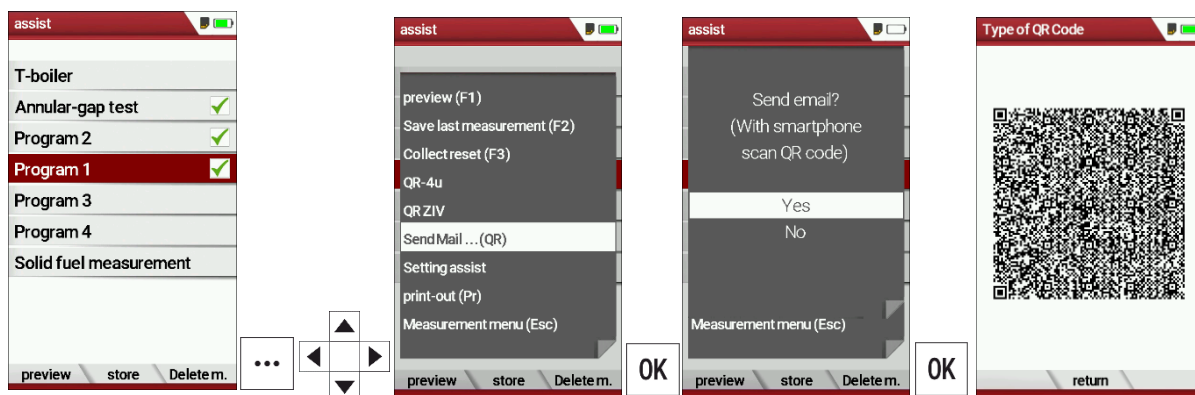 assist
T-boiler
Annular-gap test
Program 2
Program 1
Program 3
Program 4
Solid fuel measurement
preview store Delete m.
...
assist
preview (F1)
Save last measurement (F2)
Collect reset (F3)
QR-4u
QR ZIV
Send Mail ...(QR)
Setting assist
print-out (Pr)
Measurement menu (Esc)
preview store Delete m.
OK
assist
Send email?
(With smartphone
scan QR code)
Yes
No
Measurement menu (Esc)
preview store Delete m.
OK
Type of QR Code
return